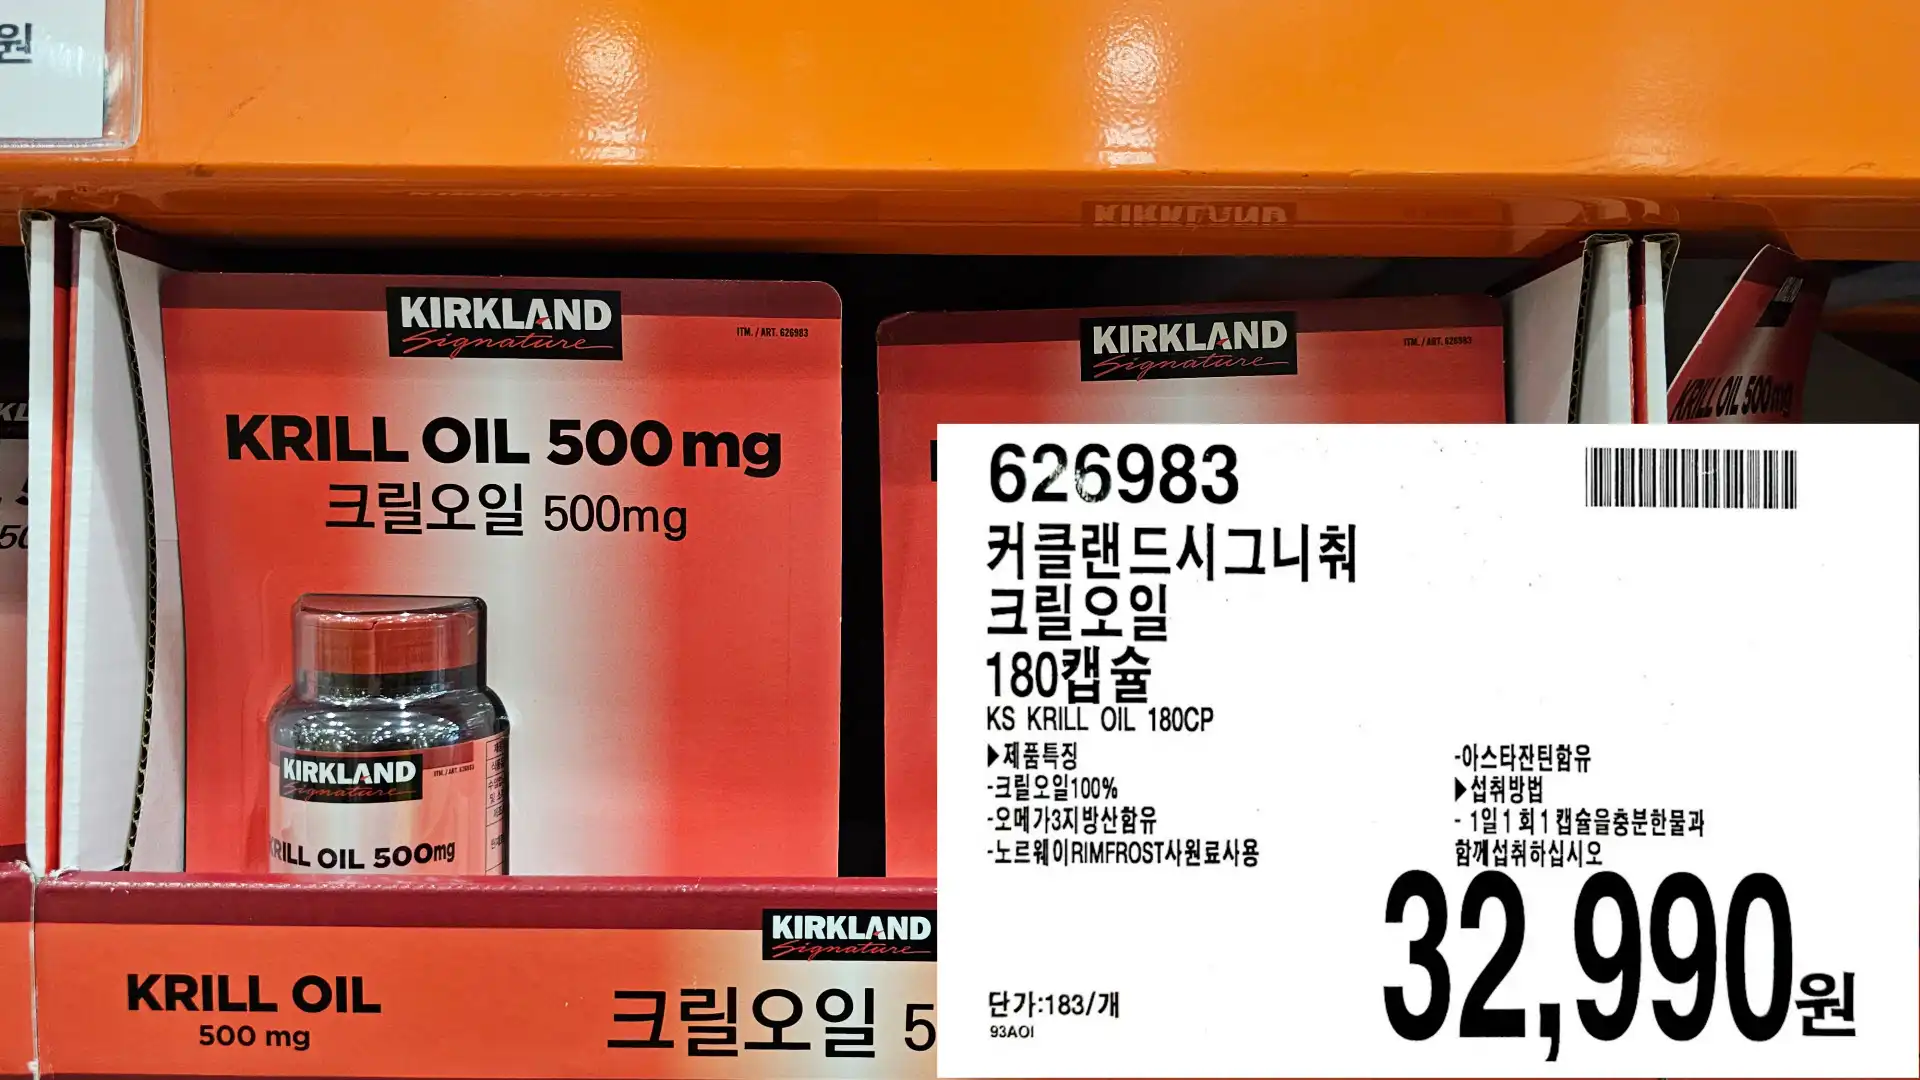 원
KIRKLAND
Signature
ITM. / ART. 626983
KRILL OIL 500 mg
크릴오일 500mg
KIRKLAND
Signature
ITM. / ART. 626983
KRILL OIL 500mg
KIRKLAND
Signature
ITM. / ART. 626983
KRILL OIL 500mg
KIRKLAND
Signature
KRILL OIL
500 mg
크릴오일 5
626983
커클랜드시그니춰
크릴오일
180캡슐
KS KRILL OIL 180CP
▶제품특징
-크릴오일100%
-오메가3지방산함유
-노르웨이RIMFROST사원료사용
-아스타잔틴함유
▶섭취방법
- 1일1회1캡슐을충분한물과
함께섭취하십시오
32,990원
단가:183/개
93AOI